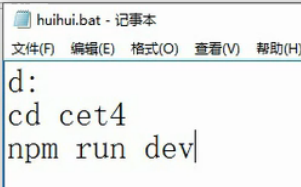 huihui.bat - 记事本
文件(F) 编辑(E) 格式(O) 查看(V) 帮助(H)
d:
cd cet4
npm run dev